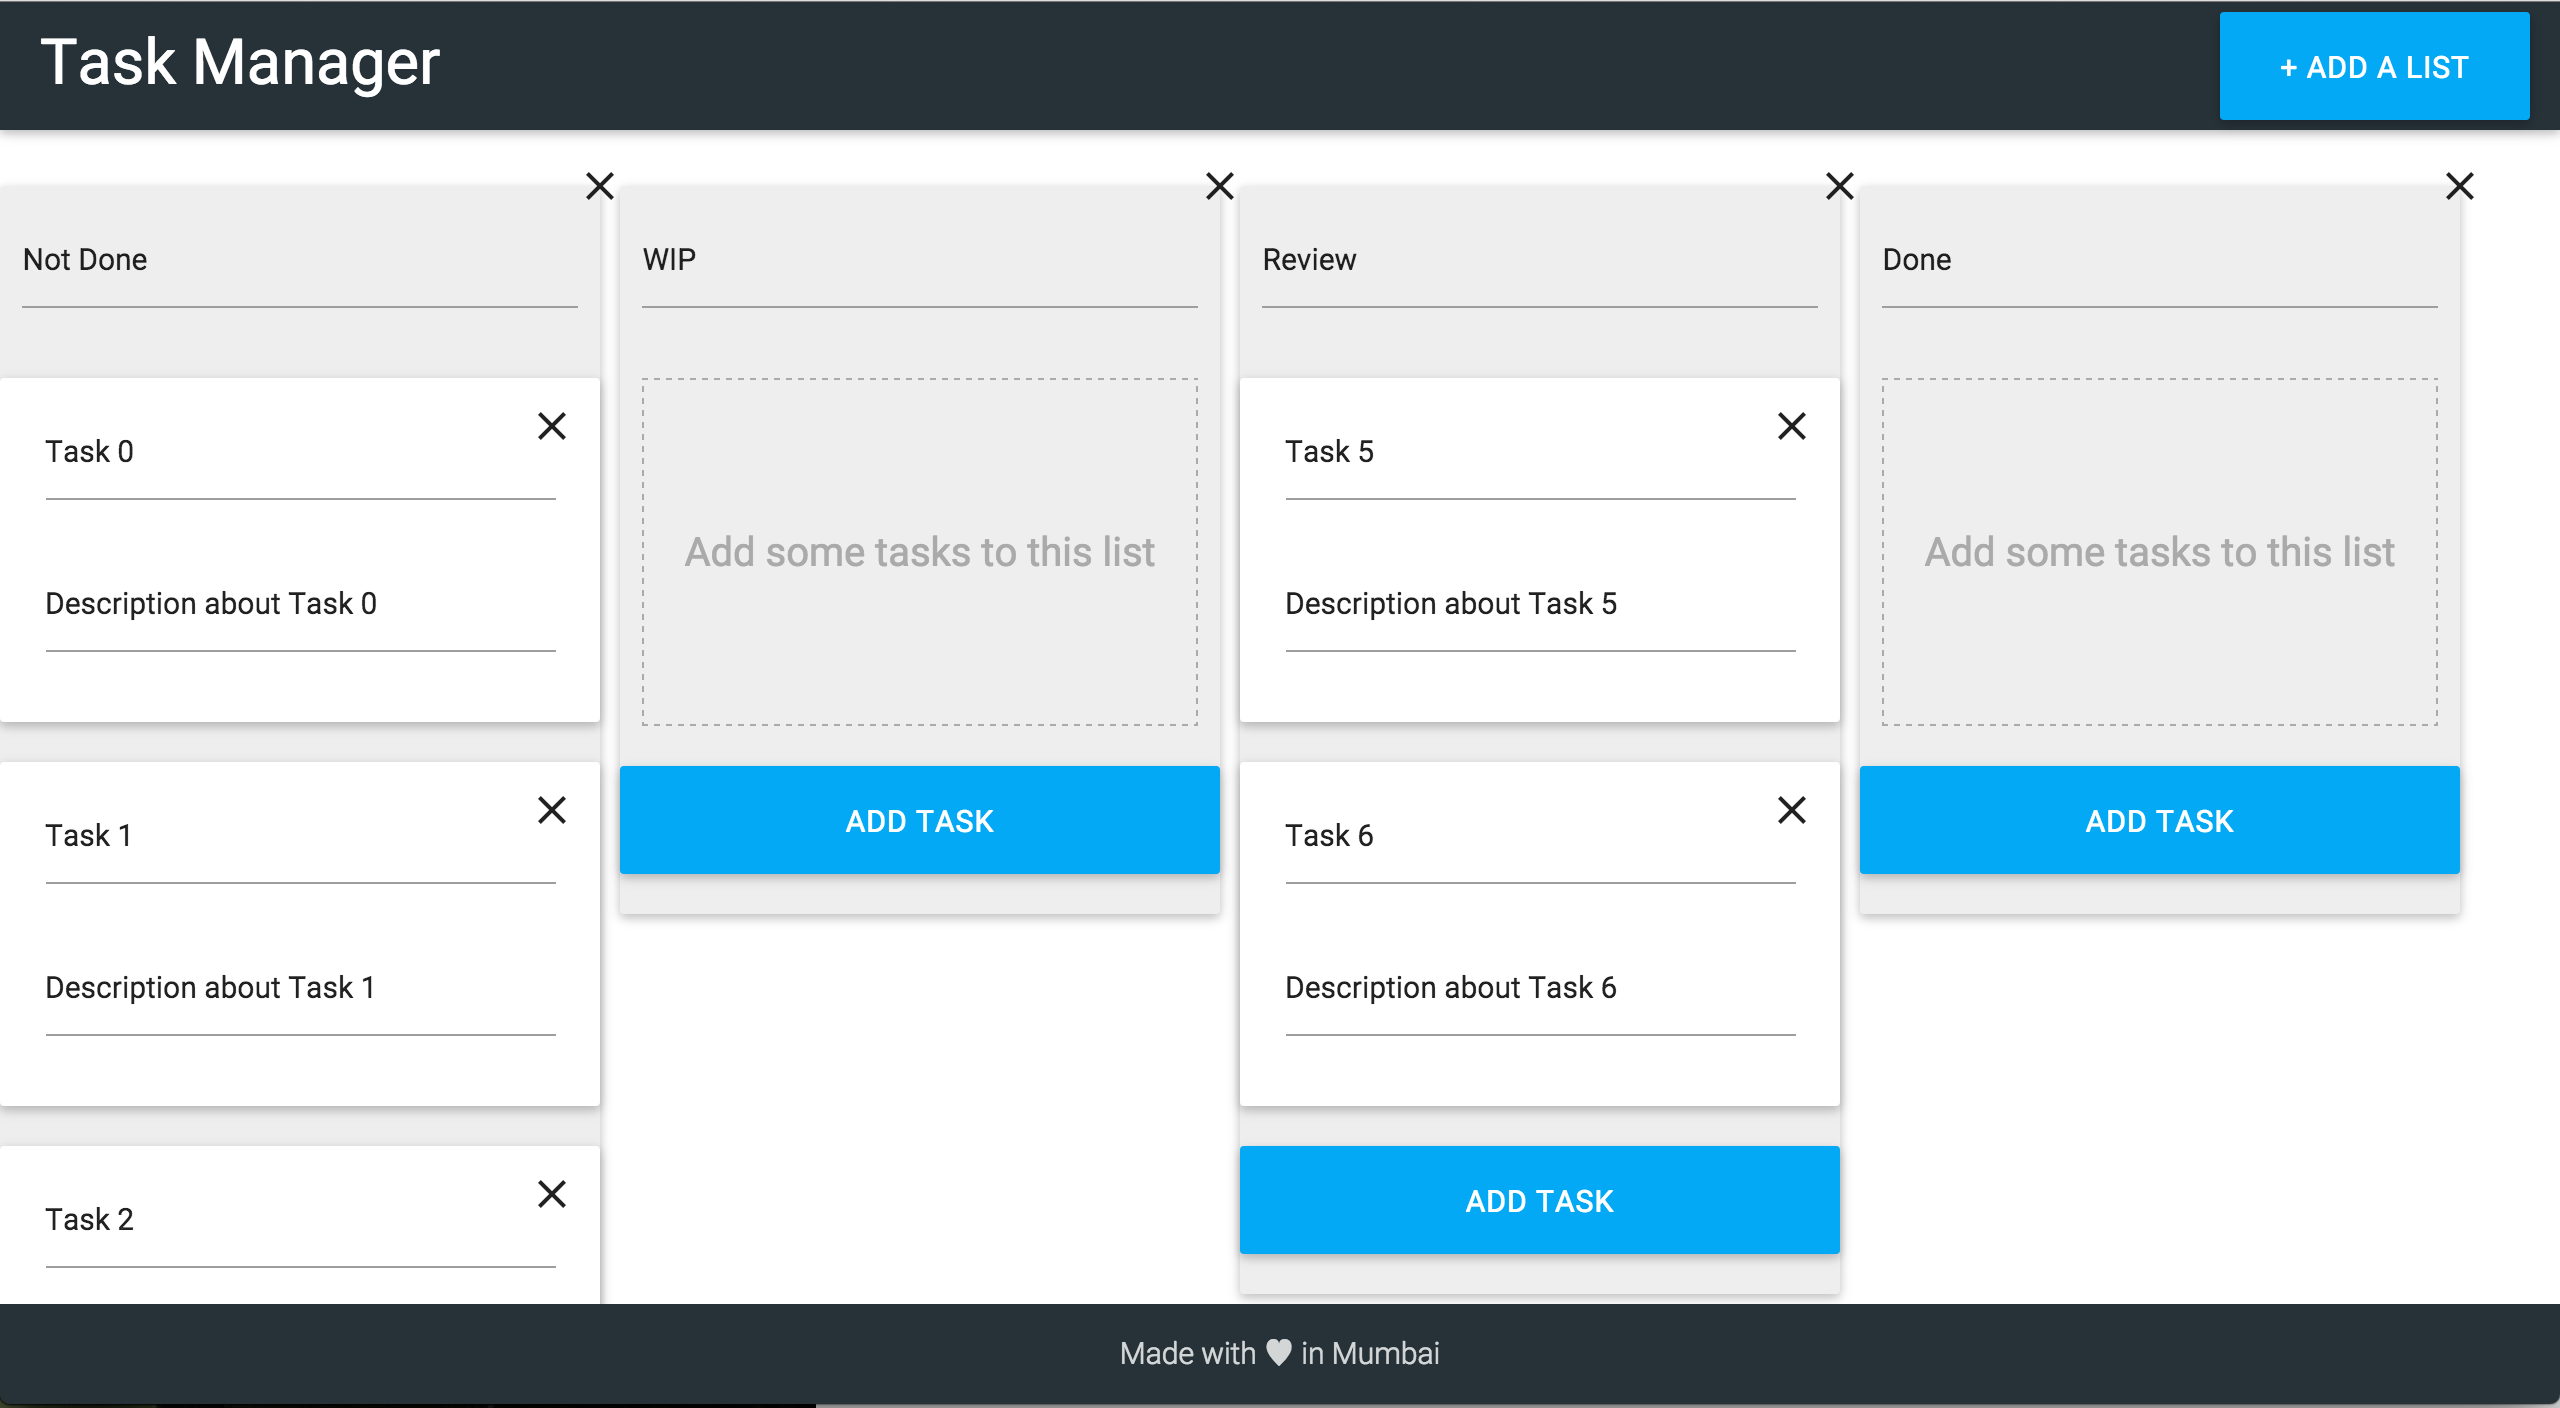 Task Manager
+ ADD A LIST
Not Done
Task 0
Description about Task 0
Task 1
Description about Task 1
Task 2
WIP
Add some tasks to this list
ADD TASK
Review
Task 5
Description about Task 5
Task 6
Description about Task 6
ADD TASK
Done
Add some tasks to this list
ADD TASK
Made with ♥ in Mumbai